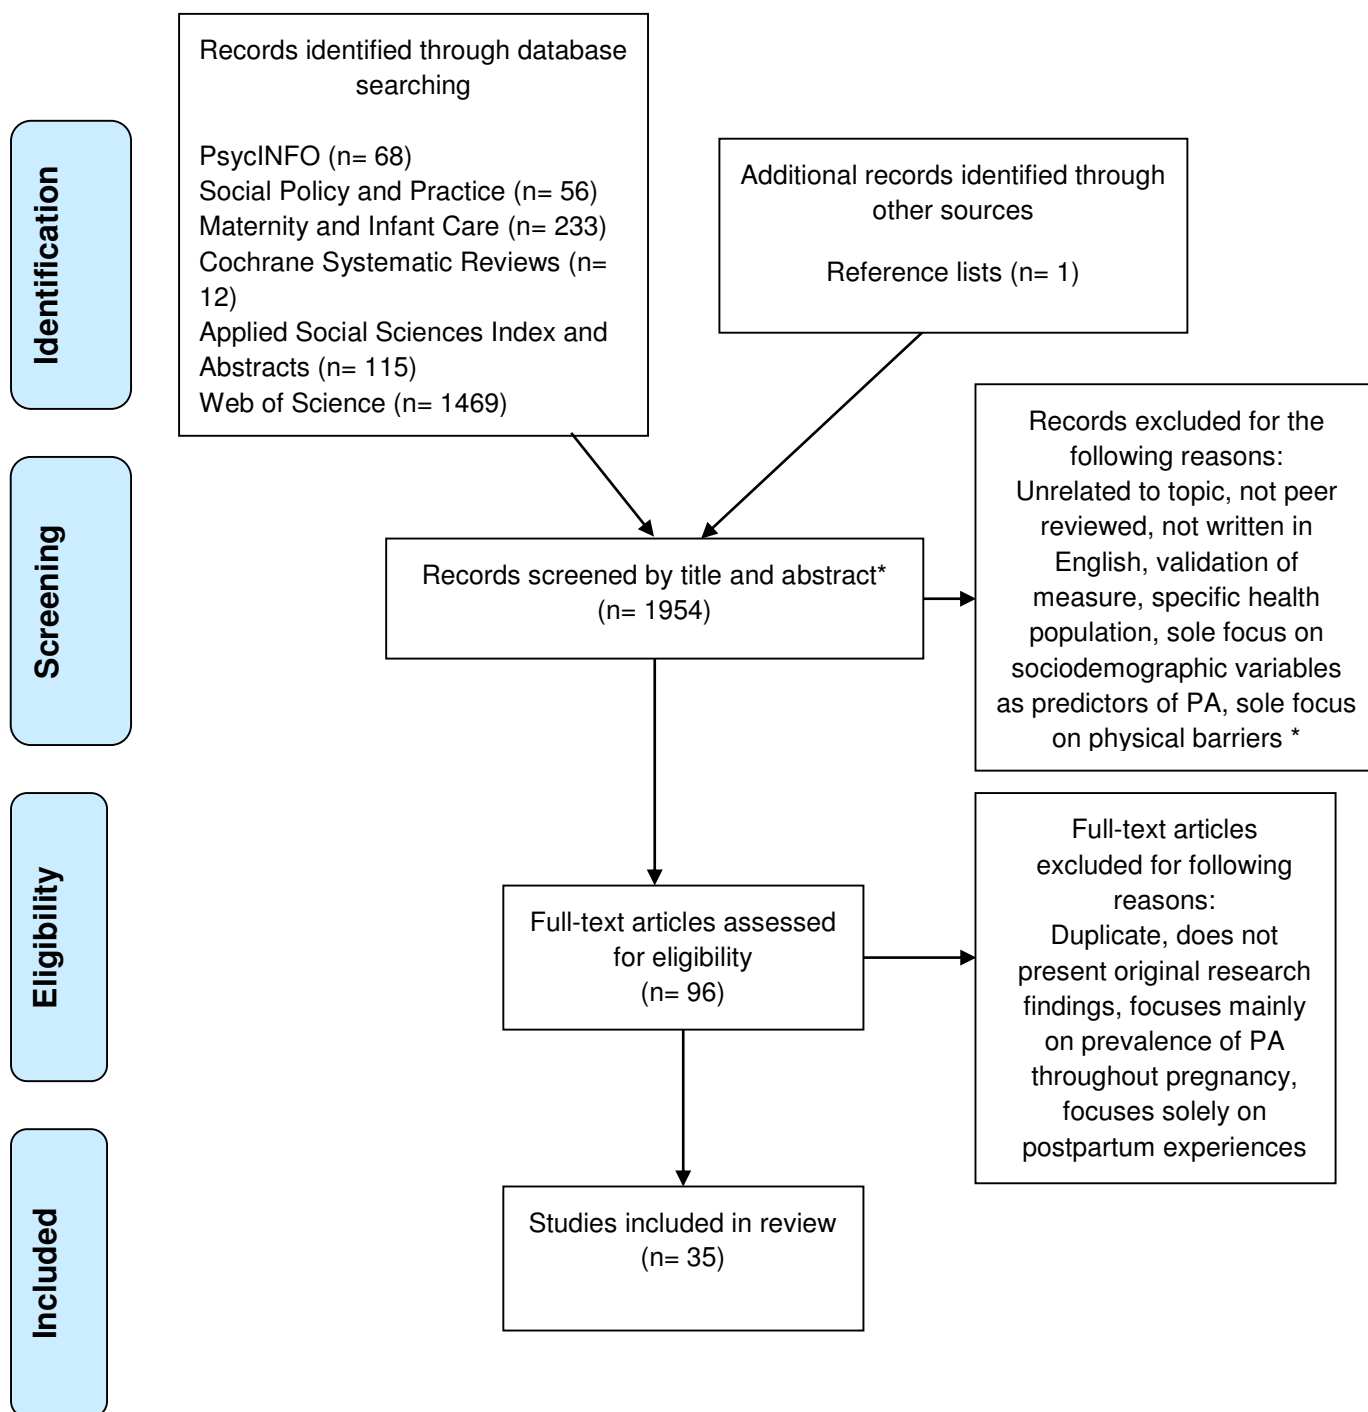 Records identified through database
searching
PsycINFO (n= 68)
Social Policy and Practice (n= 56)
Maternity and Infant Care (n= 233)
Cochrane Systematic Reviews (n=
12)
Applied Social Sciences Index and
Abstracts (n= 115)
Web of Science (n= 1469)
Additional records identified through
other sources
Reference lists (n= 1)
Identification
Records excluded for the
following reasons:
Unrelated to topic, not peer
reviewed, not written in
English, validation of
measure, specific health
population, sole focus on
sociodemographic variables
as predictors of PA, sole focus
on physical barriers *
Screening
Records screened by title and abstract*
(n= 1954)
Eligibility
Full-text articles assessed
for eligibility
(n= 96)
Full-text articles
excluded for following
reasons:
Duplicate, does not
present original research
findings, focuses mainly
on prevalence of PA
throughout pregnancy,
focuses solely on
postpartum experiences
Included
Studies included in review
(n= 35)